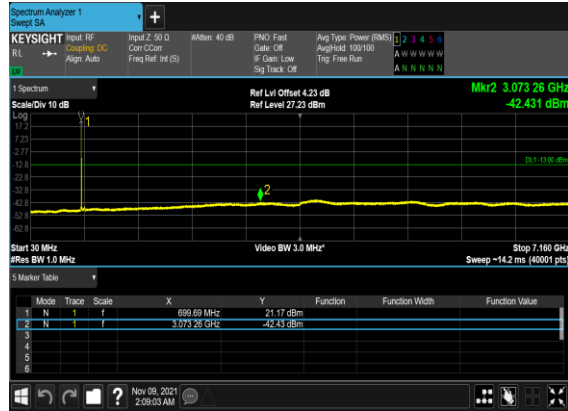 Spectrum Analyzer 1
Swept SA
+
KEYSIGHT Input: RF Input Z: 50 Ω #Atten: 40 dB PNO: Fast Avg Type: Power (RMS) 1 2 3 4 5 6
RL Coupling: DC Corr CCorr Gate: Off Avg|Hold: 100/100 A W W W W W
Align: Auto Freq Ref: Int (S) IF Gain: Low Trig: Free Run
Sig Track: Off A N N N N N
1 Spectrum Ref Lvl Offset 4.23 dB Mkr2 3.073 26 GHz
Scale/Div 10 dB Ref Level 27.23 dBm -42.431 dBm
Log
17.2 1
7.23
-2.77
-12.8 DL1 -13.00 dBm
-22.8
-32.8 2
-42.8
-52.8
-62.8
Start 30 MHz Video BW 3.0 MHz* Stop 7.160 GHz
#Res BW 1.0 MHz Sweep ~14.2 ms (40001 pts)
5 Marker Table
Mode Trace Scale X Y Function Function Width Function Value
1 N 1 f 699.69 MHz 21.17 dBm
2 N 1 f 3.073 26 GHz -42.43 dBm
3
4
5
6
? Nov 09, 2021
2:09:03 AM